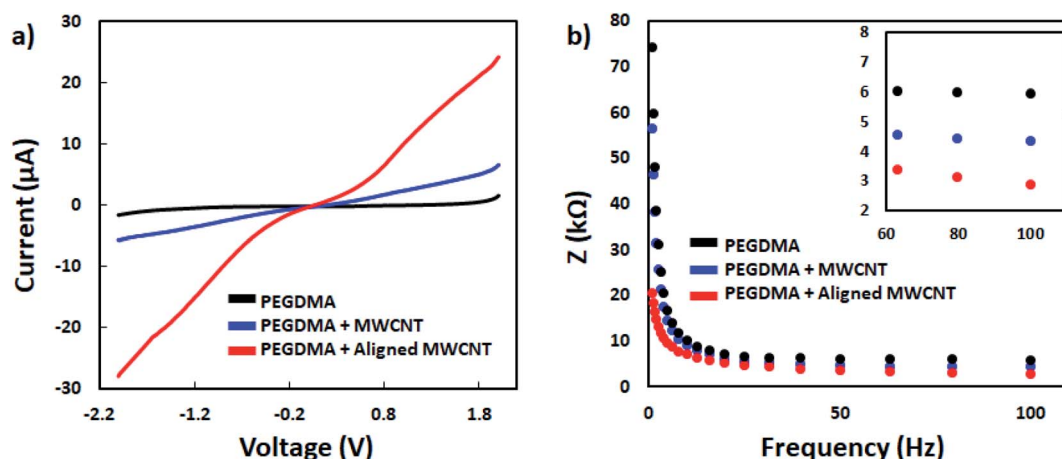 a)
30
20
10
0
-10
-20
-30
Current (µA)
PEGDMA
PEGDMA + MWCNT
PEGDMA + Aligned MWCNT
-2.2 -1.2 -0.2 0.8 1.8
Voltage (V)
b)
80
70
60
50
40
30
20
10
0
Z (kΩ)
8
7
6
5
4
3
2
60 80 100
PEGDMA
PEGDMA + MWCNT
PEGDMA + Aligned MWCNT
0 50 100
Frequency (Hz)